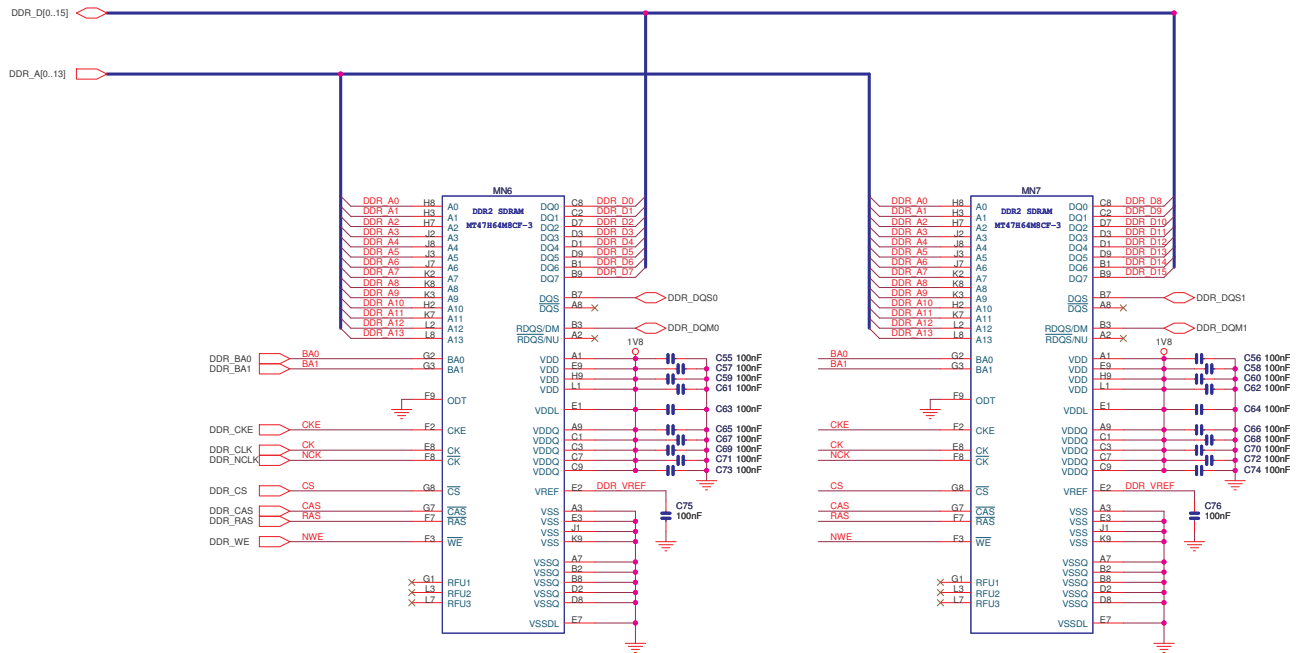 DDR_D[0..15]
DDR_A[0..13]
MN6
DDR2 SDRAM
MT47H64M8CF-3
DDR_A0 H8 A0
DDR_A1 H3 A1
DDR_A2 H7 A2
DDR_A3 J2 A3
DDR_A4 J8 A4
DDR_A5 J3 A5
DDR_A6 J7 A6
DDR_A7 K2 A7
DDR_A8 K8 A8
DDR_A9 K3 A9
DDR_A10 H2 A10
DDR_A11 K7 A11
DDR_A12 L2 A12
DDR_A13 L8 A13
DDR_BA0 BA0 G2 BA0
DDR_BA1 BA1 G3 BA1
F9 ODT
DDR_CKE CKE F2 CKE
DDR_CLK CK E8 CK
DDR_NCLK NCK F8 CK
DDR_CS CS G8 CS
DDR_CAS CAS G7 CAS
DDR_RAS RAS F7 RAS
DDR_WE NWE F3 WE
G1 RFU1
L3 RFU2
L7 RFU3
DQ0 C8 DDR_D0
DQ1 C2 DDR_D1
DQ2 D7 DDR_D2
DQ3 D3 DDR_D3
DQ4 D1 DDR_D4
DQ5 D9 DDR_D5
DQ6 B1 DDR_D6
DQ7 B9 DDR_D7
DQS B7 DDR_DQS0
DQS A8
RDQS/DM B3 DDR_DQM0
RDQS/NU A2
1V8
VDD A1 C55 100nF
VDD E9 C57 100nF
VDD H9 C59 100nF
VDD L1 C61 100nF
VDDL E1 C63 100nF
VDDQ A9 C65 100nF
VDDQ C1 C67 100nF
VDDQ C3 C69 100nF
VDDQ C7 C71 100nF
VDDQ C9 C73 100nF
VREF E2 DDR_VREF
C75
100nF
VSS A3
VSS E3
VSS J1
VSS K9
VSSQ A7
VSSQ B2
VSSQ B8
VSSQ D2
VSSQ D8
VSSDL E7
MN7
DDR2 SDRAM
MT47H64M8CF-3
DDR_A0 H8 A0
DDR_A1 H3 A1
DDR_A2 H7 A2
DDR_A3 J2 A3
DDR_A4 J8 A4
DDR_A5 J3 A5
DDR_A6 J7 A6
DDR_A7 K2 A7
DDR_A8 K8 A8
DDR_A9 K3 A9
DDR_A10 H2 A10
DDR_A11 K7 A11
DDR_A12 L2 A12
DDR_A13 L8 A13
BA0 G2 BA0
BA1 G3 BA1
F9 ODT
CKE F2 CKE
CK E8 CK
NCK F8 CK
CS G8 CS
CAS G7 CAS
RAS F7 RAS
NWE F3 WE
G1 RFU1
L3 RFU2
L7 RFU3
DQ0 C8 DDR_D8
DQ1 C2 DDR_D9
DQ2 D7 DDR_D10
DQ3 D3 DDR_D11
DQ4 D1 DDR_D12
DQ5 D9 DDR_D13
DQ6 B1 DDR_D14
DQ7 B9 DDR_D15
DQS B7 DDR_DQS1
DQS A8
RDQS/DM B3 DDR_DQM1
RDQS/NU A2
1V8
VDD A1 C56 100nF
VDD E9 C58 100nF
VDD H9 C60 100nF
VDD L1 C62 100nF
VDDL E1 C64 100nF
VDDQ A9 C66 100nF
VDDQ C1 C68 100nF
VDDQ C3 C70 100nF
VDDQ C7 C72 100nF
VDDQ C9 C74 100nF
VREF E2 DDR_VREF
C76
100nF
VSS A3
VSS E3
VSS J1
VSS K9
VSSQ A7
VSSQ B2
VSSQ B8
VSSQ D2
VSSQ D8
VSSDL E7